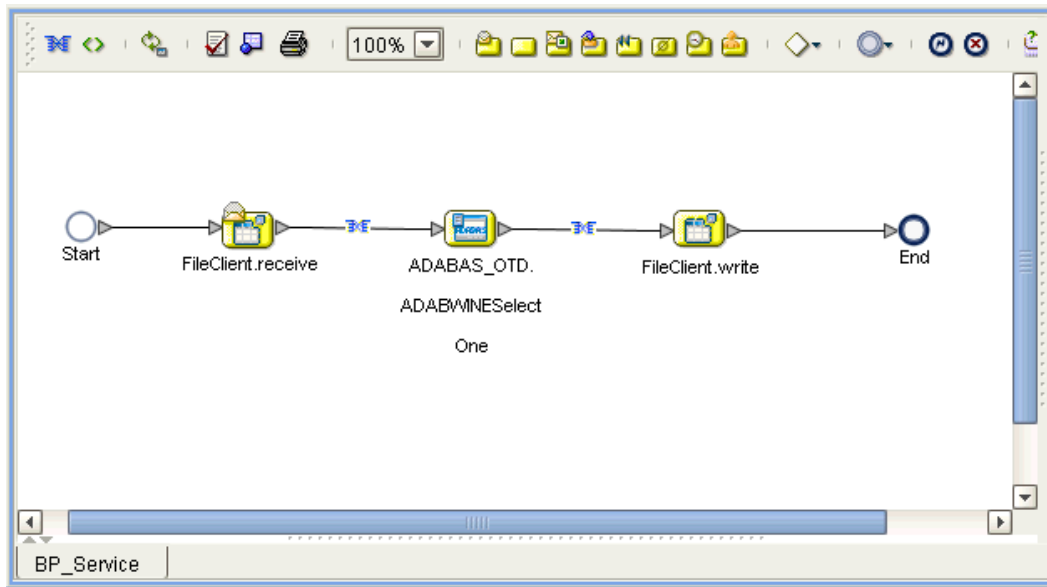 100%
Start
FileClient.receive
ADABAS_OTD.
ADABWINESelect
One
FileClient.write
End
BP_Service